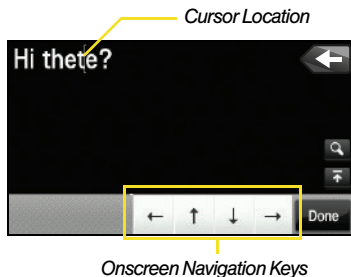 Cursor Location
Hi thete?
← ↑ ↓ → Done
Onscreen Navigation Keys